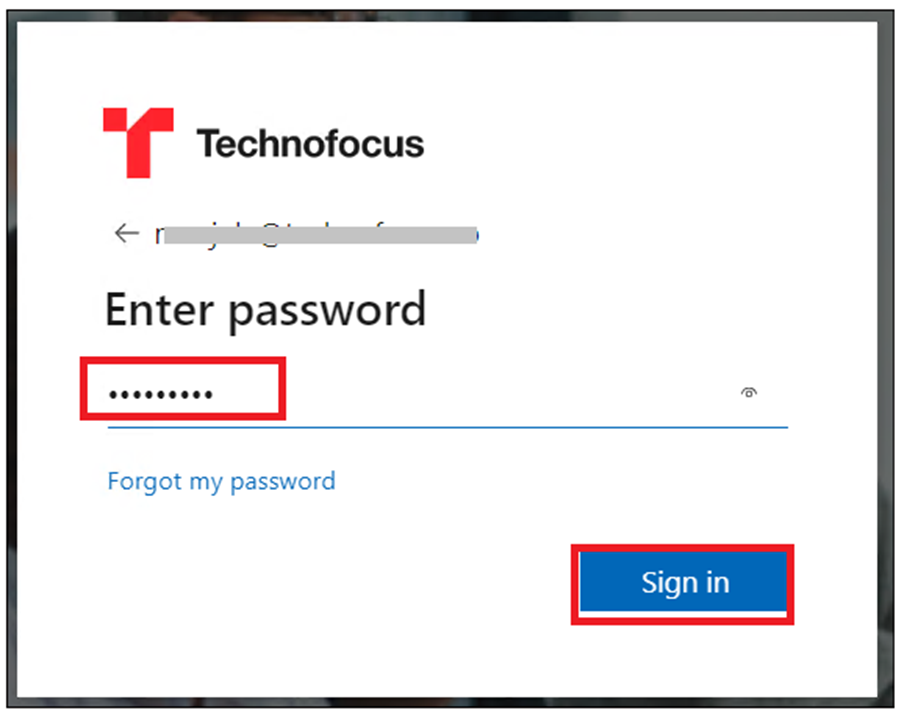 Technofocus
Enter password
•••••••••
Forgot my password
Sign in